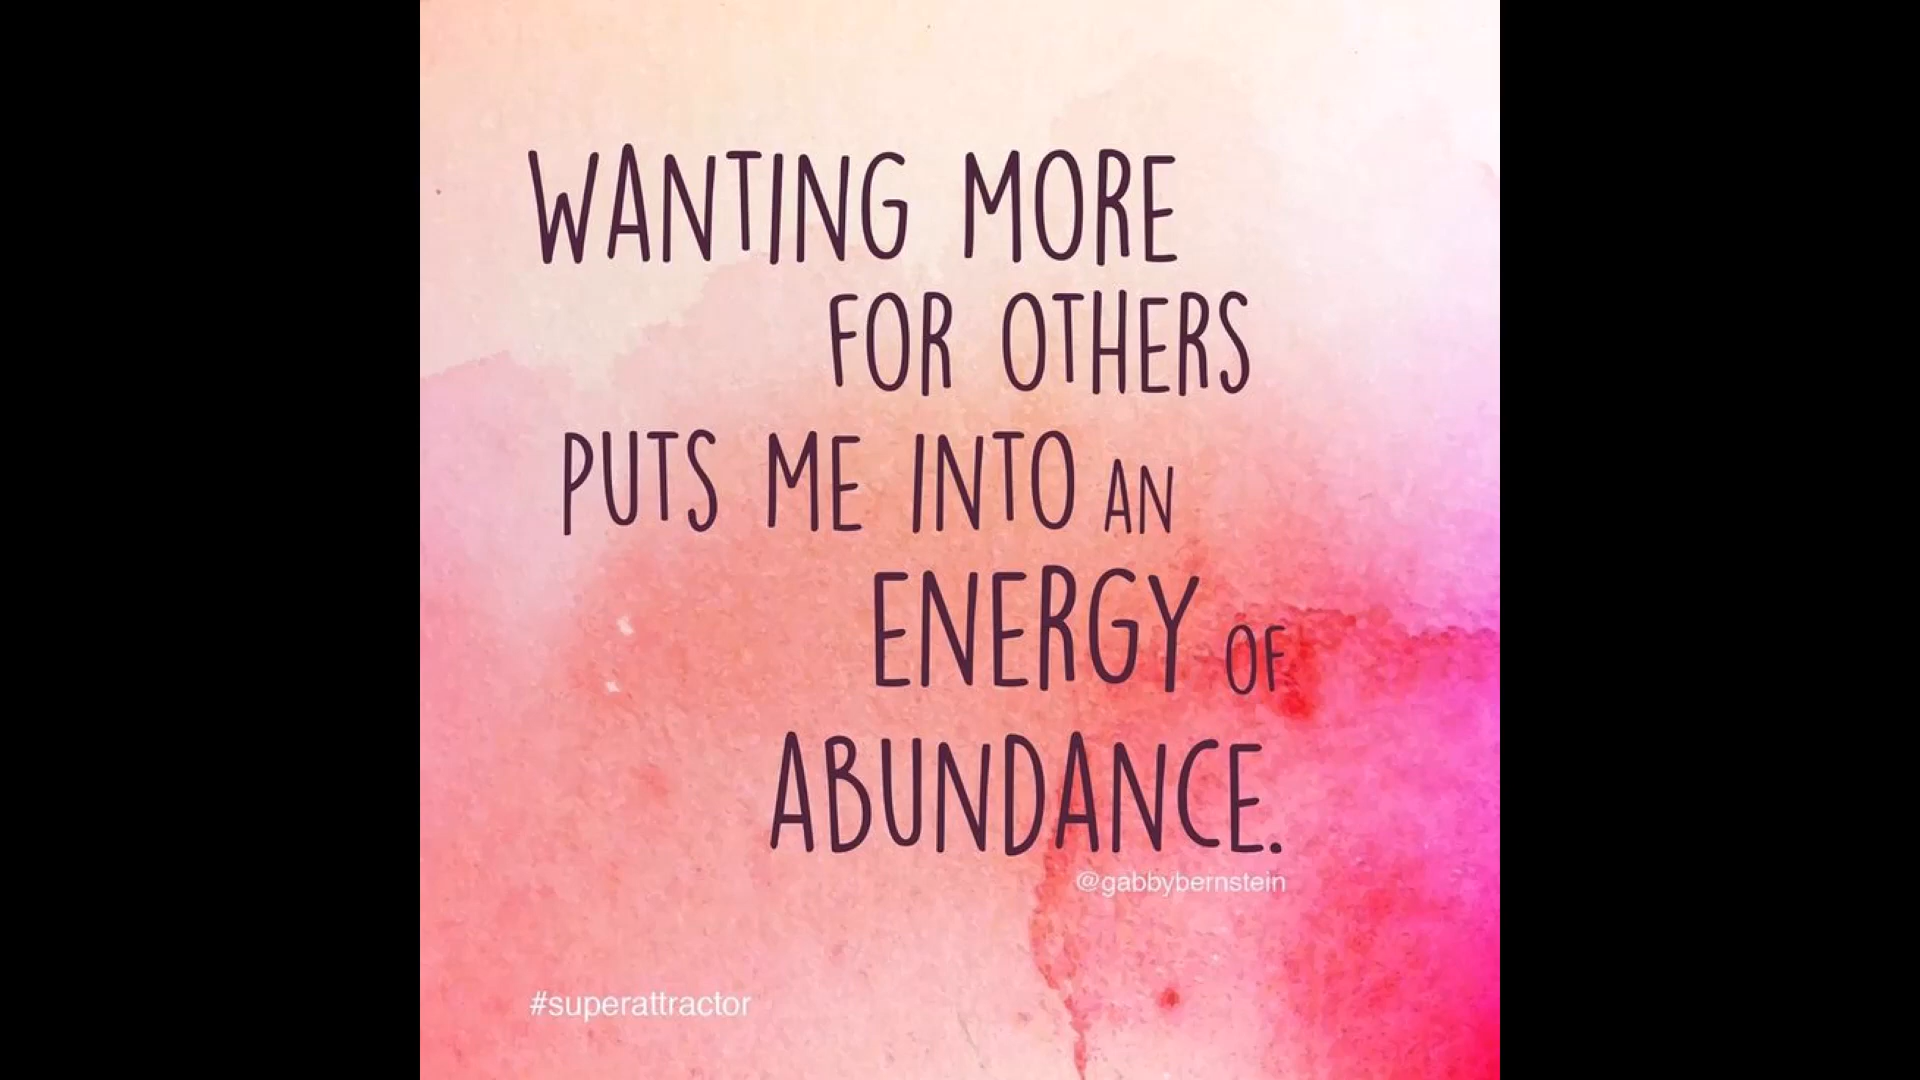 WANTING MORE
FOR OTHERS
PUTS ME INTO AN
ENERGY OF
ABUNDANCE.
@gabbybernstein
#superattractor